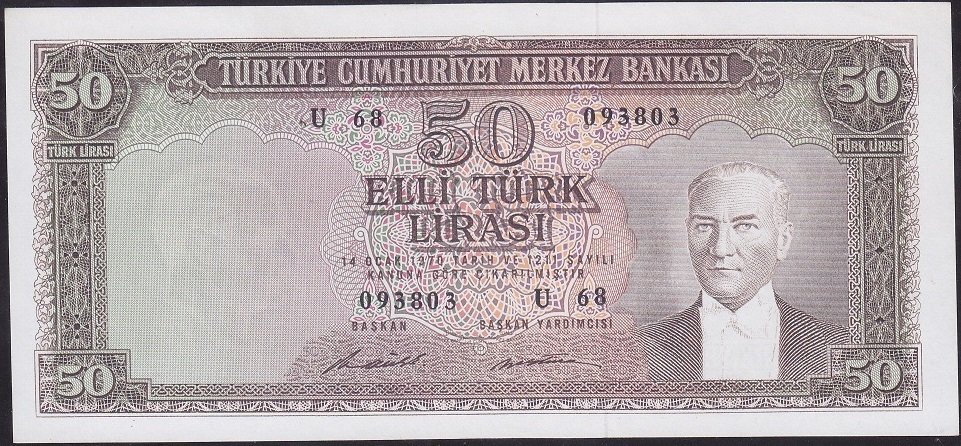 TÜRKİYE CUMHURİYET MERKEZ BANKASI
50 50
U 68 50 093803
TÜRK LİRASI TÜRK LİRASI
ELLİ TÜRK
LİRASI
14 OCAK 1970 TARİH VE 1211 SAYILI
KANUNA GÖRE ÇIKARILMIŞTIR
093803 U 68
BAŞKAN BAŞKAN YARDIMCISI
50 50